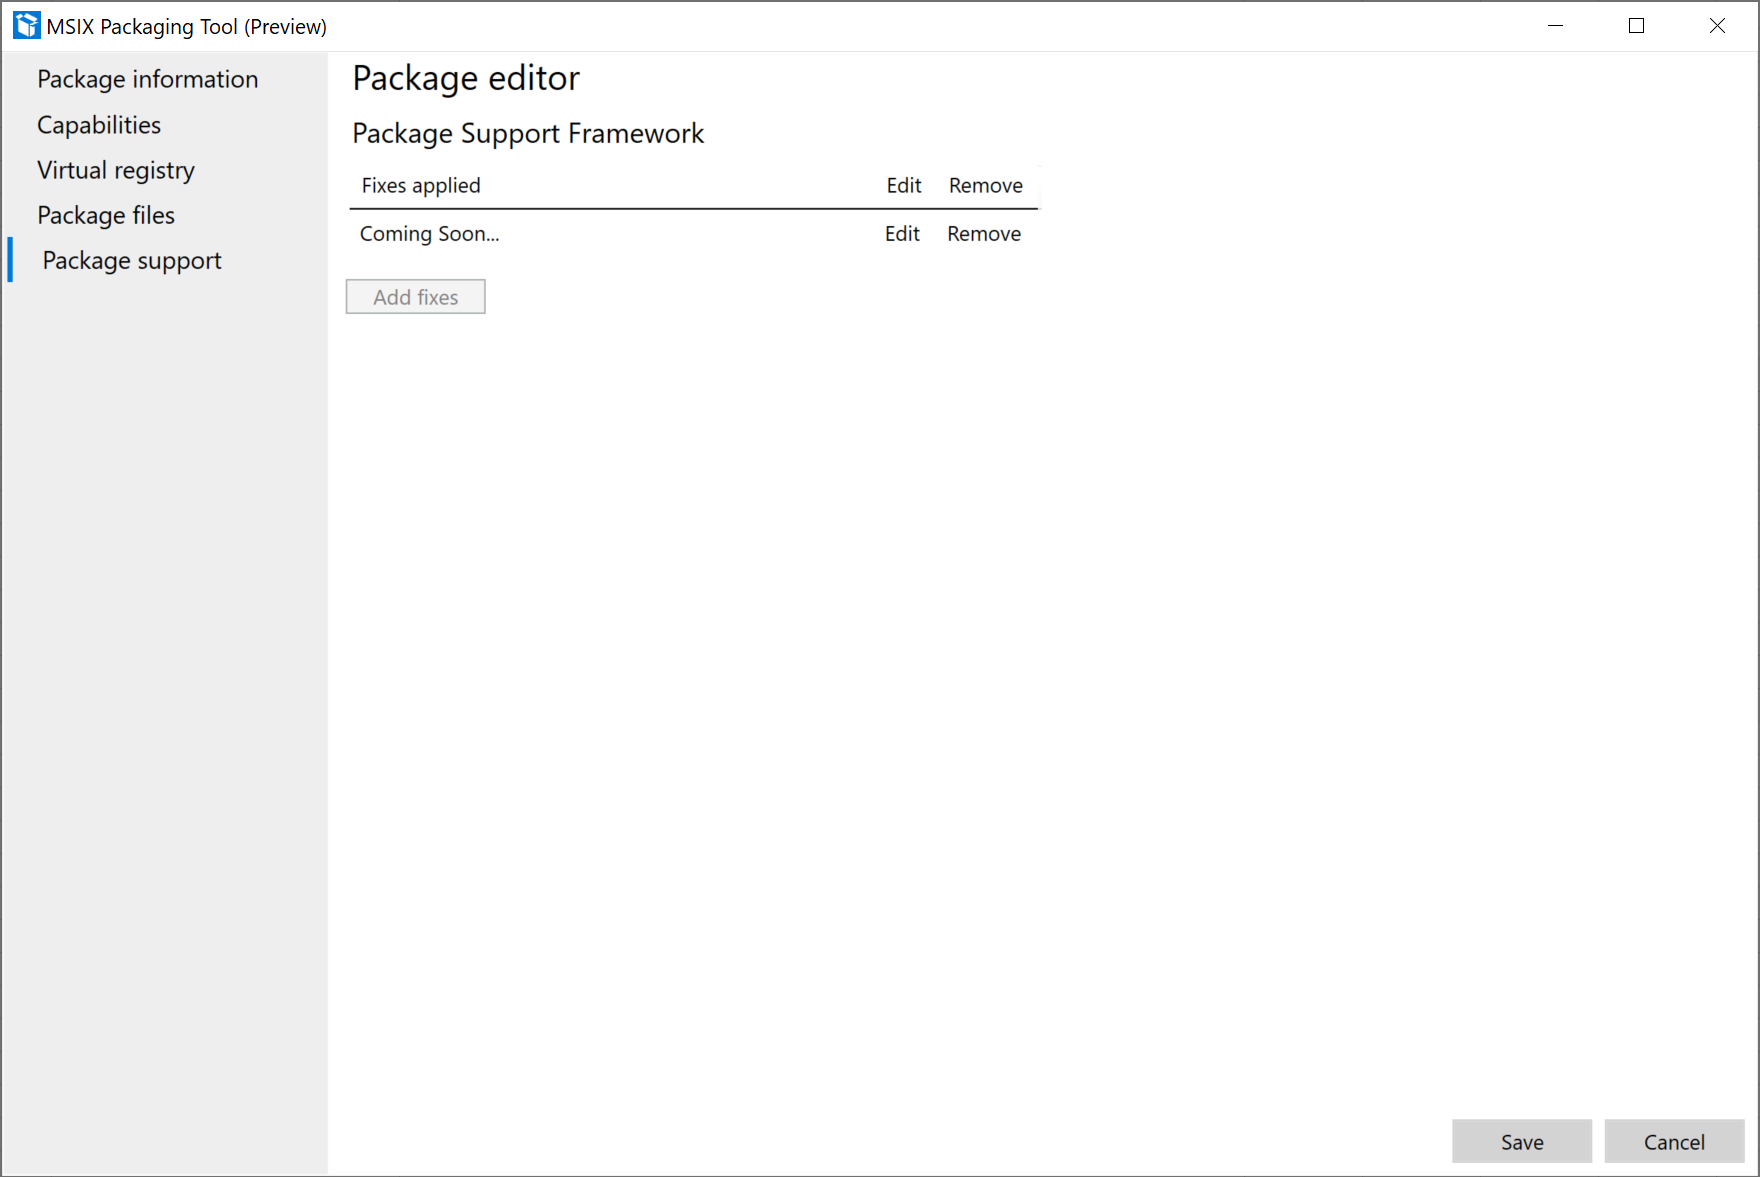 MSIX Packaging Tool (Preview)
Package information
Capabilities
Virtual registry
Package files
Package support
Package editor
Package Support Framework
Fixes applied Edit Remove
Coming Soon... Edit Remove
Add fixes
Save Cancel